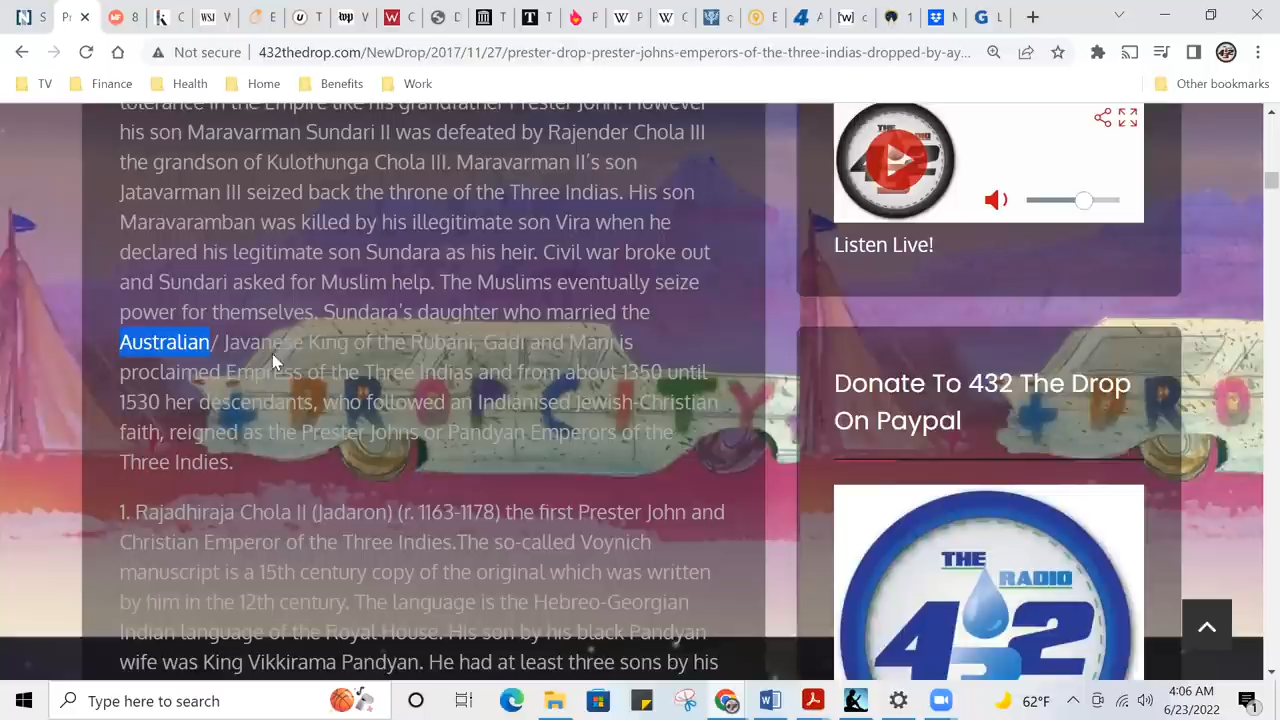 N S
P
8
K
WSJ
E
U
V
C
D
T
T
P
P
C
c
E
A
c
1
N
L
Not secure
432thedrop.com/NewDrop/2017/11/27/prester-drop-prester-johns-emperors-of-the-three-indias-dropped-by-ay...
TV
Finance
Health
Home
Benefits
Work
Other bookmarks
tolerance in the Empire like his grandfather Prester John. However
his son Maravarman Sundari II was defeated by Rajender Chola III
the grandson of Kulothunga Chola III. Maravarman II's son
Jatavarman III seized back the throne of the Three Indias. His son
Maravaramban was killed by his illegitimate son Vira when he
declared his legitimate son Sundara as his heir. Civil war broke out
and Sundari asked for Muslim help. The Muslims eventually seize
power for themselves. Sundara's daughter who married the
Australian/ Javanese King of the Rubani, Gadi and Mani is
proclaimed Empress of the Three Indias and from about 1350 until
1530 her descendants, who followed an Indianised Jewish-Christian
faith, reigned as the Prester Johns or Pandyan Emperors of the
Three Indies.
1. Rajadhiraja Chola II (Jadaron) (r. 1163-1178) the first Prester John and
Christian Emperor of the Three Indies.The so-called Voynich
manuscript is a 15th century copy of the original which was written
by him in the 12th century. The language is the Hebreo-Georgian
Indian language of the Royal House. His son by his black Pandyan
wife was King Vikkirama Pandyan. He had at least three sons by his
THE
432
Listen Live!
Donate To 432 The Drop
On Paypal
THE
RADIO
432
Type here to search
62°F
4:06 AM
6/23/2022
1